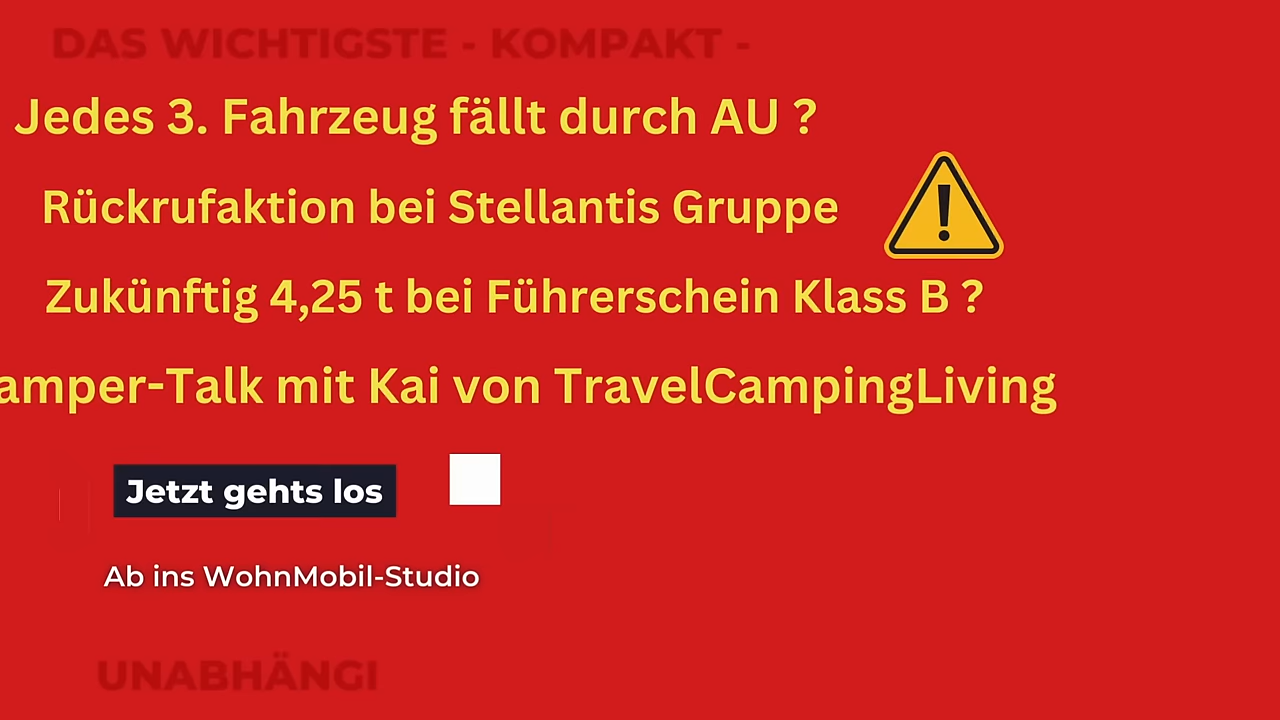 DAS WICHTIGSTE - KOMPAKT -
Jedes 3. Fahrzeug fällt durch AU ?
Rückrufaktion bei Stellantis Gruppe
Zukünftig 4,25 t bei Führerschein Klass B ?
amper-Talk mit Kai von TravelCampingLiving
Jetzt gehts los
Ab ins WohnMobil-Studio
UNABHÄNGI